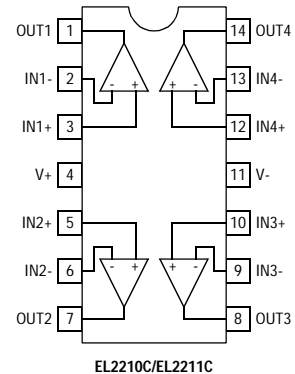 OUT1 1 14 OUT4
IN1- 2 - + + - 13 IN4-
IN1+ 3 12 IN4+
V+ 4 11 V-
IN2+ 5 10 IN3+
IN2- 6 - + + - 9 IN3-
OUT2 7 8 OUT3
EL2210C/EL2211C